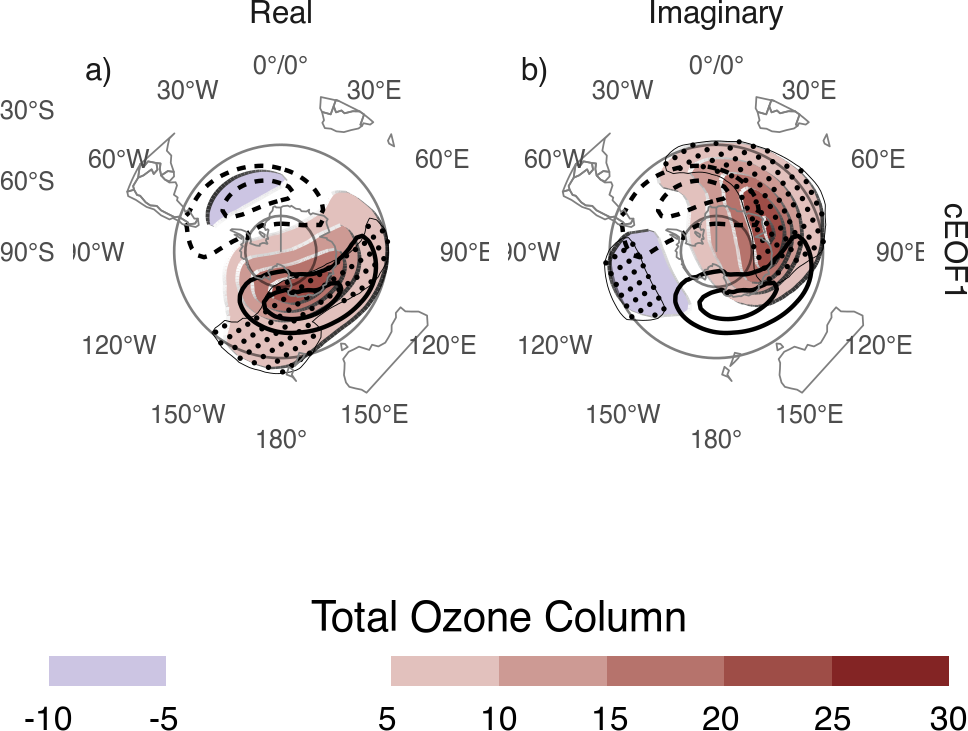 Real Imaginary
a) b)
0°/0° 0°/0°
30°W 30°E 30°W 30°E
30°S
60°W 60°E 60°W 60°E
60°S
90°S 90°W 90°E 90°W 90°E
cEOF1
120°W 120°E 120°W 120°E
150°W 150°E 150°W 150°E
180° 180°
Total Ozone Column
-10 -5 5 10 15 20 25 30